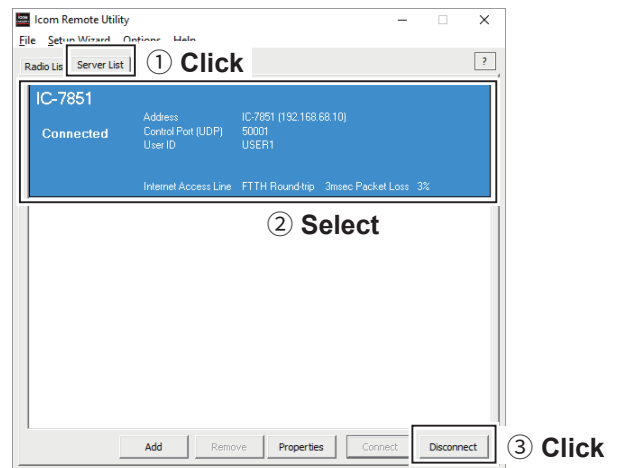 Icom Remote Utility
File Setup Wizard Options Help
Radio Lis Server List ① Click ?
IC-7851
Connected
Address IC-7851 (192.168.68.10)
Control Port (UDP) 50001
User ID USER1
Internet Access Line FTTH Round-trip 3msec Packet Loss 3%
② Select
Add Remove Properties Connect Disconnect ③ Click